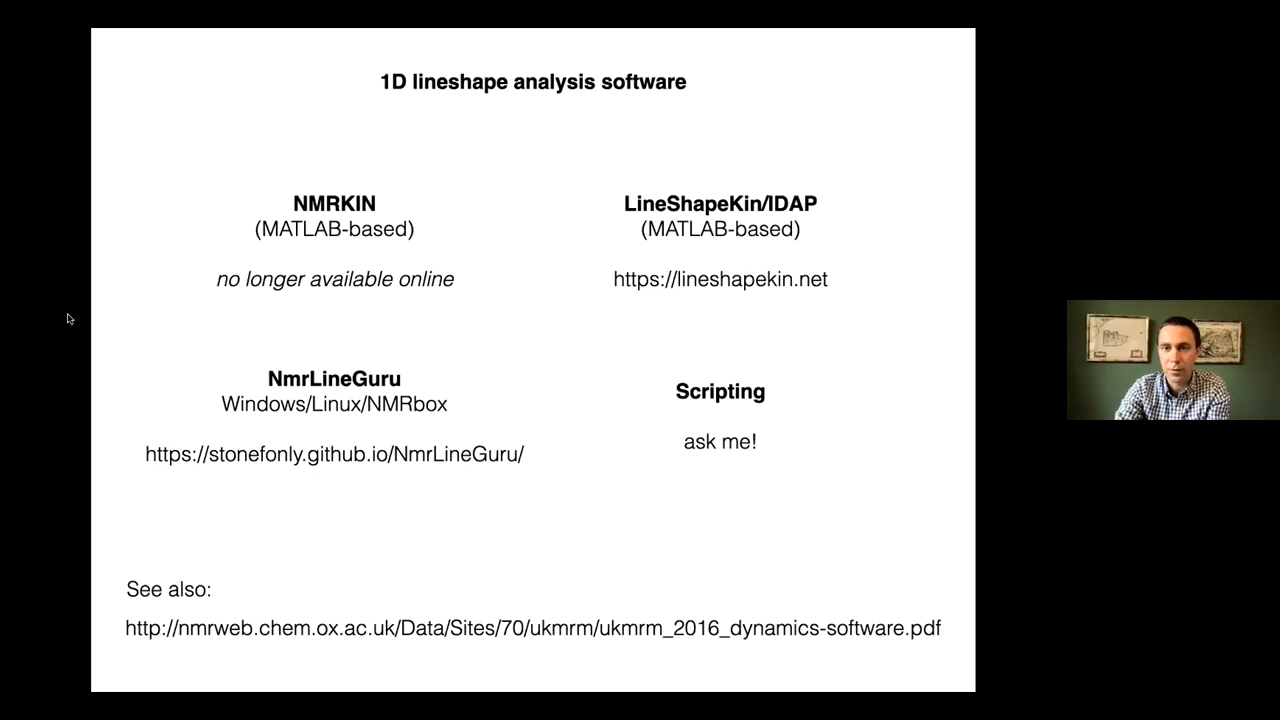 1D lineshape analysis software
NMRKIN
(MATLAB-based)
no longer available online
LineShapeKin/IDAP
(MATLAB-based)
https://lineshapekin.net
NmrLineGuru
Windows/Linux/NMRbox
https://stonefonly.github.io/NmrLineGuru/
Scripting
ask me!
See also:
http://nmrweb.chem.ox.ac.uk/Data/Sites/70/ukmrm/ukmrm_2016_dynamics-software.pdf